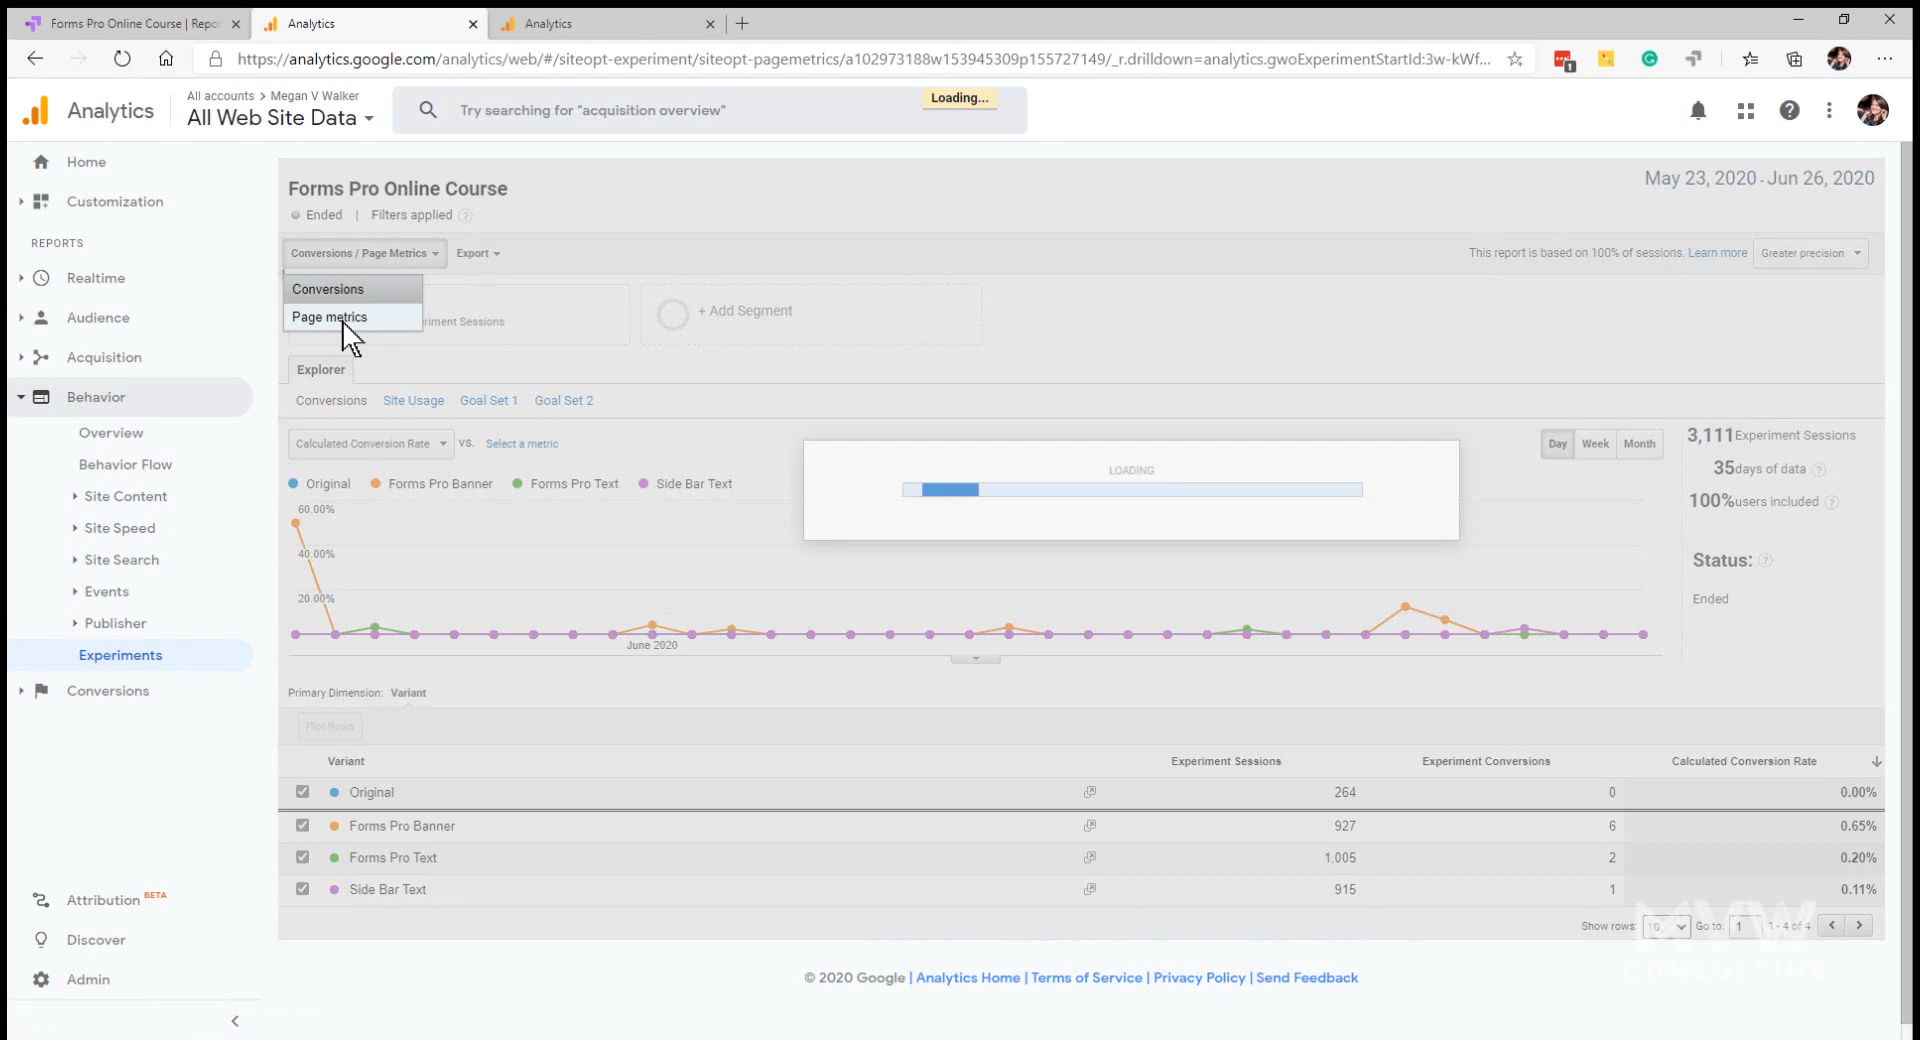 Forms Pro Online Course | Repo
Analytics
Analytics
https://analytics.google.com/analytics/web/#/siteopt-experiment/siteopt-pagemetrics/a102973188w153945309p155727149/_r.drilldown=analytics.gwoExperimentStartId:3w-kWf...
1
Analytics
All accounts > Megan V Walker
All Web Site Data
Try searching for "acquisition overview"
Loading...
Home
Customization
REPORTS
Realtime
Audience
Acquisition
Behavior
Overview
Behavior Flow
Site Content
Site Speed
Site Search
Events
Publisher
Experiments
Conversions
Attribution BETA
Discover
Admin
Forms Pro Online Course
May 23, 2020 - Jun 26, 2020
Ended | Filters applied
Conversions / Page Metrics
Export
This report is based on 100% of sessions. Learn more
Greater precision
Conversions
Page metrics
riment Sessions
+ Add Segment
Explorer
Conversions Site Usage Goal Set 1 Goal Set 2
Calculated Conversion Rate VS. Select a metric
Day Week Month
Original Forms Pro Banner Forms Pro Text Side Bar Text
60.00%
40.00%
20.00%
June 2020
LOADING
3,111 Experiment Sessions
35 days of data
100% users included
Status:
Ended
Primary Dimension: Variant
Plot Rows
Variant Experiment Sessions Experiment Conversions Calculated Conversion Rate
Original 264 0 0.00%
Forms Pro Banner 927 6 0.65%
Forms Pro Text 1,005 2 0.20%
Side Bar Text 915 1 0.11%
Show rows: 10 Go to: 1 1 - 4 of 4
MVW
© 2020 Google | Analytics Home | Terms of Service | Privacy Policy | Send Feedback